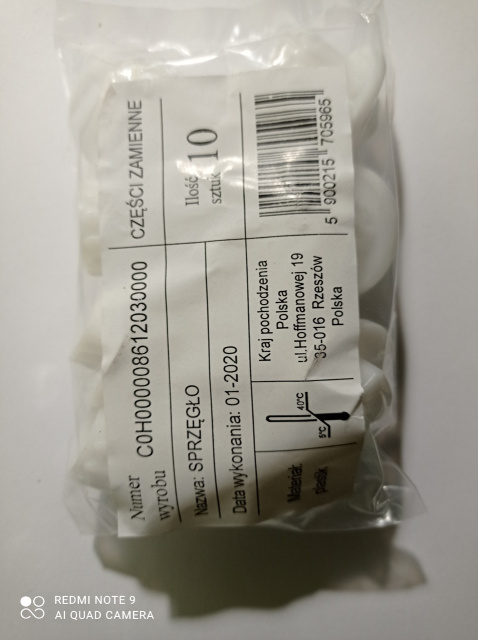 Numer wyrobu
C0H000008612030000
CZĘŚCI ZAMIENNE
Nazwa: SPRZĘGŁO
Data wykonania: 01-2020
Ilość sztuk
10
Materiał:
plastik
5°C
40°C
Kraj pochodzenia
Polska
ul.Hoffmanowej 19
35-016 Rzeszów
Polska
5 900215 705965
REDMI NOTE 9
AI QUAD CAMERA